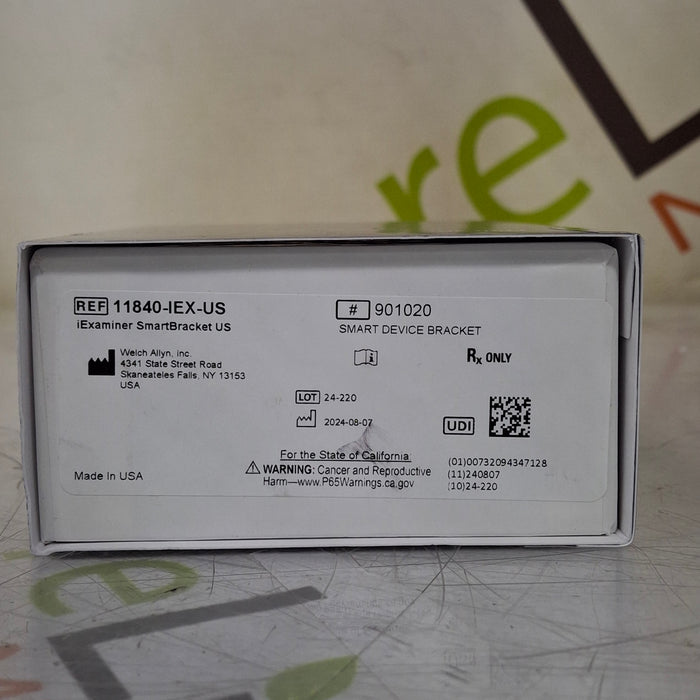 re
REF 11840-IEX-US
iExaminer SmartBracket US
# 901020
SMART DEVICE BRACKET
Welch Allyn, Inc.
4341 State Street Road
Skaneateles Falls, NY 13153
USA
Rx ONLY
LOT 24-220
2024-08-07
UDI
For the State of California:
WARNING: Cancer and Reproductive
Harm—www.P65Warnings.ca.gov
Made In USA
(01)00732094347128
(11)240807
(10)24-220